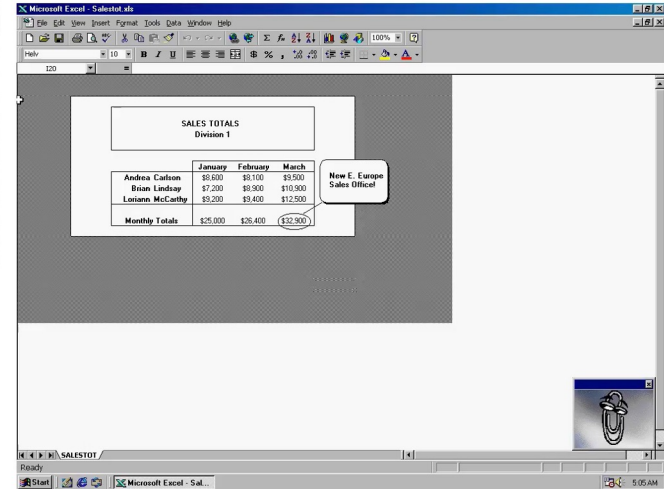 Microsoft Excel - Salestot.xls
File Edit View Insert Format Tools Data Window Help
100%
Helv 10 B I U $ % ,
I20 =
SALES TOTALS
Division 1
January February March
Andrea Carlson $8,600 $8,100 $9,500
Brian Lindsay $7,200 $8,900 $10,900
Loriann McCarthy $9,200 $9,400 $12,500
Monthly Totals $25,000 $26,400 $32,900
New E. Europe
Sales Office!
SALESTOT
Ready
Start Microsoft Excel - Sal... 5:05 AM